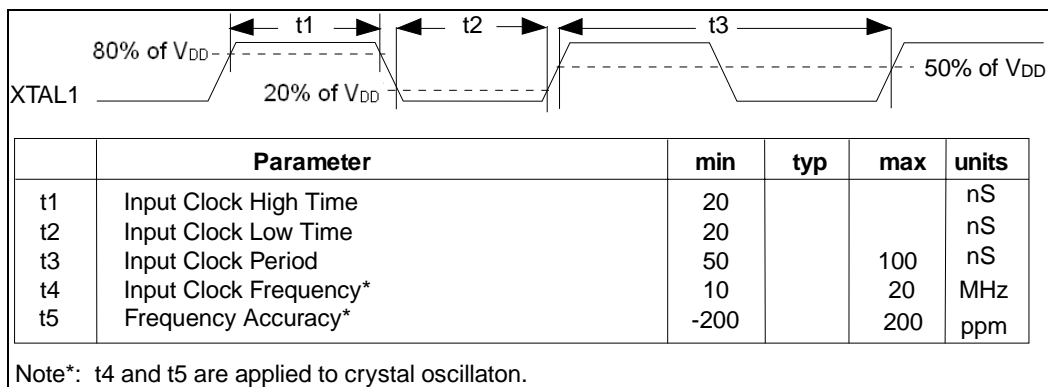 t1 t2 t3
80% of VDD
50% of VDD
XTAL1
20% of VDD
Parameter min typ max units
t1 Input Clock High Time 20 nS
t2 Input Clock Low Time 20 nS
t3 Input Clock Period 50 100 nS
t4 Input Clock Frequency* 10 20 MHz
t5 Frequency Accuracy* -200 200 ppm
Note*: t4 and t5 are applied to crystal oscillaton.